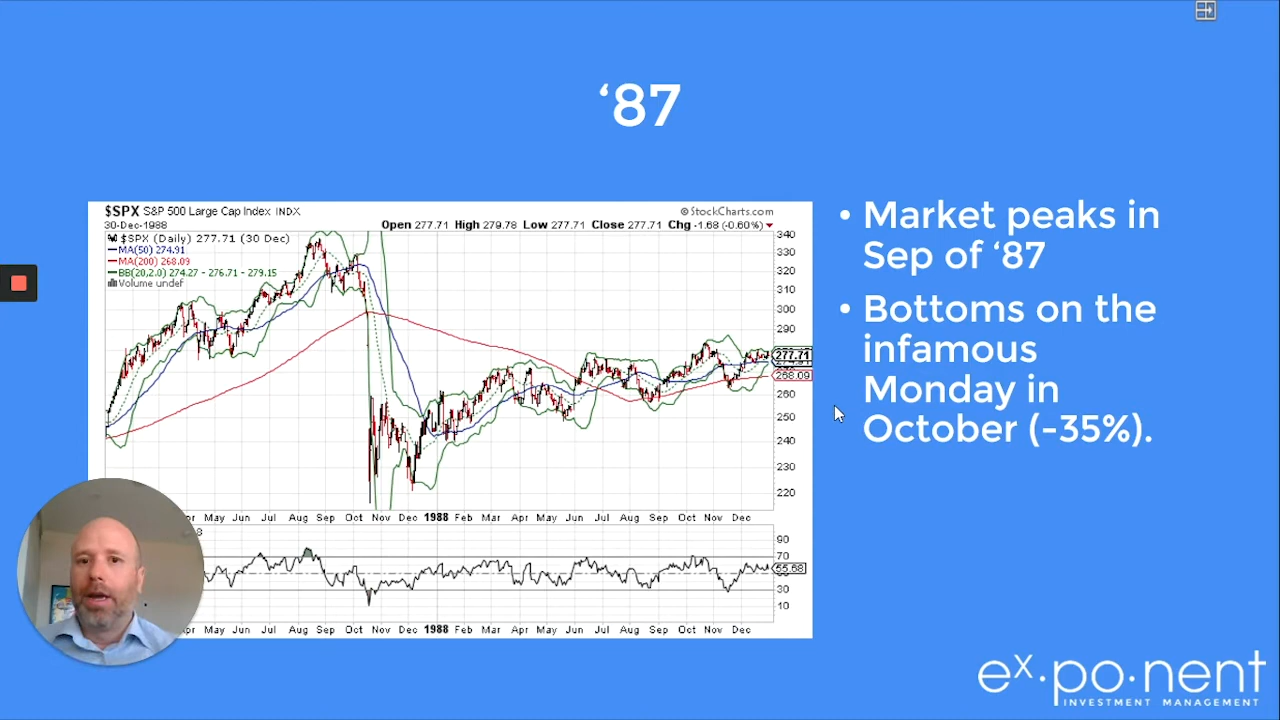 ‘87
$SPX S&P 500 Large Cap Index INDX
© StockCharts.com
30-Dec-1988
Open 277.71 High 279.78 Low 277.71 Close 277.71 Chg -1.68 (-0.60%)
$SPX (Daily) 277.71 (30 Dec)
MA(50) 274.91
MA(200) 268.09
BB(20,2.0) 274.27 - 276.71 - 279.15
Volume undef
340
330
320
310
300
290
277.71
268.09
260
250
240
230
220
May Jun Jul Aug Sep Oct Nov Dec 1988 Feb Mar Apr May Jun Jul Aug Sep Oct Nov Dec
90
70
55.68
30
10
May Jun Jul Aug Sep Oct Nov Dec 1988 Feb Mar Apr May Jun Jul Aug Sep Oct Nov Dec
• Market peaks in
Sep of ‘87
• Bottoms on the
infamous
Monday in
October (-35%).
ex·po·nent
INVESTMENT MANAGEMENT